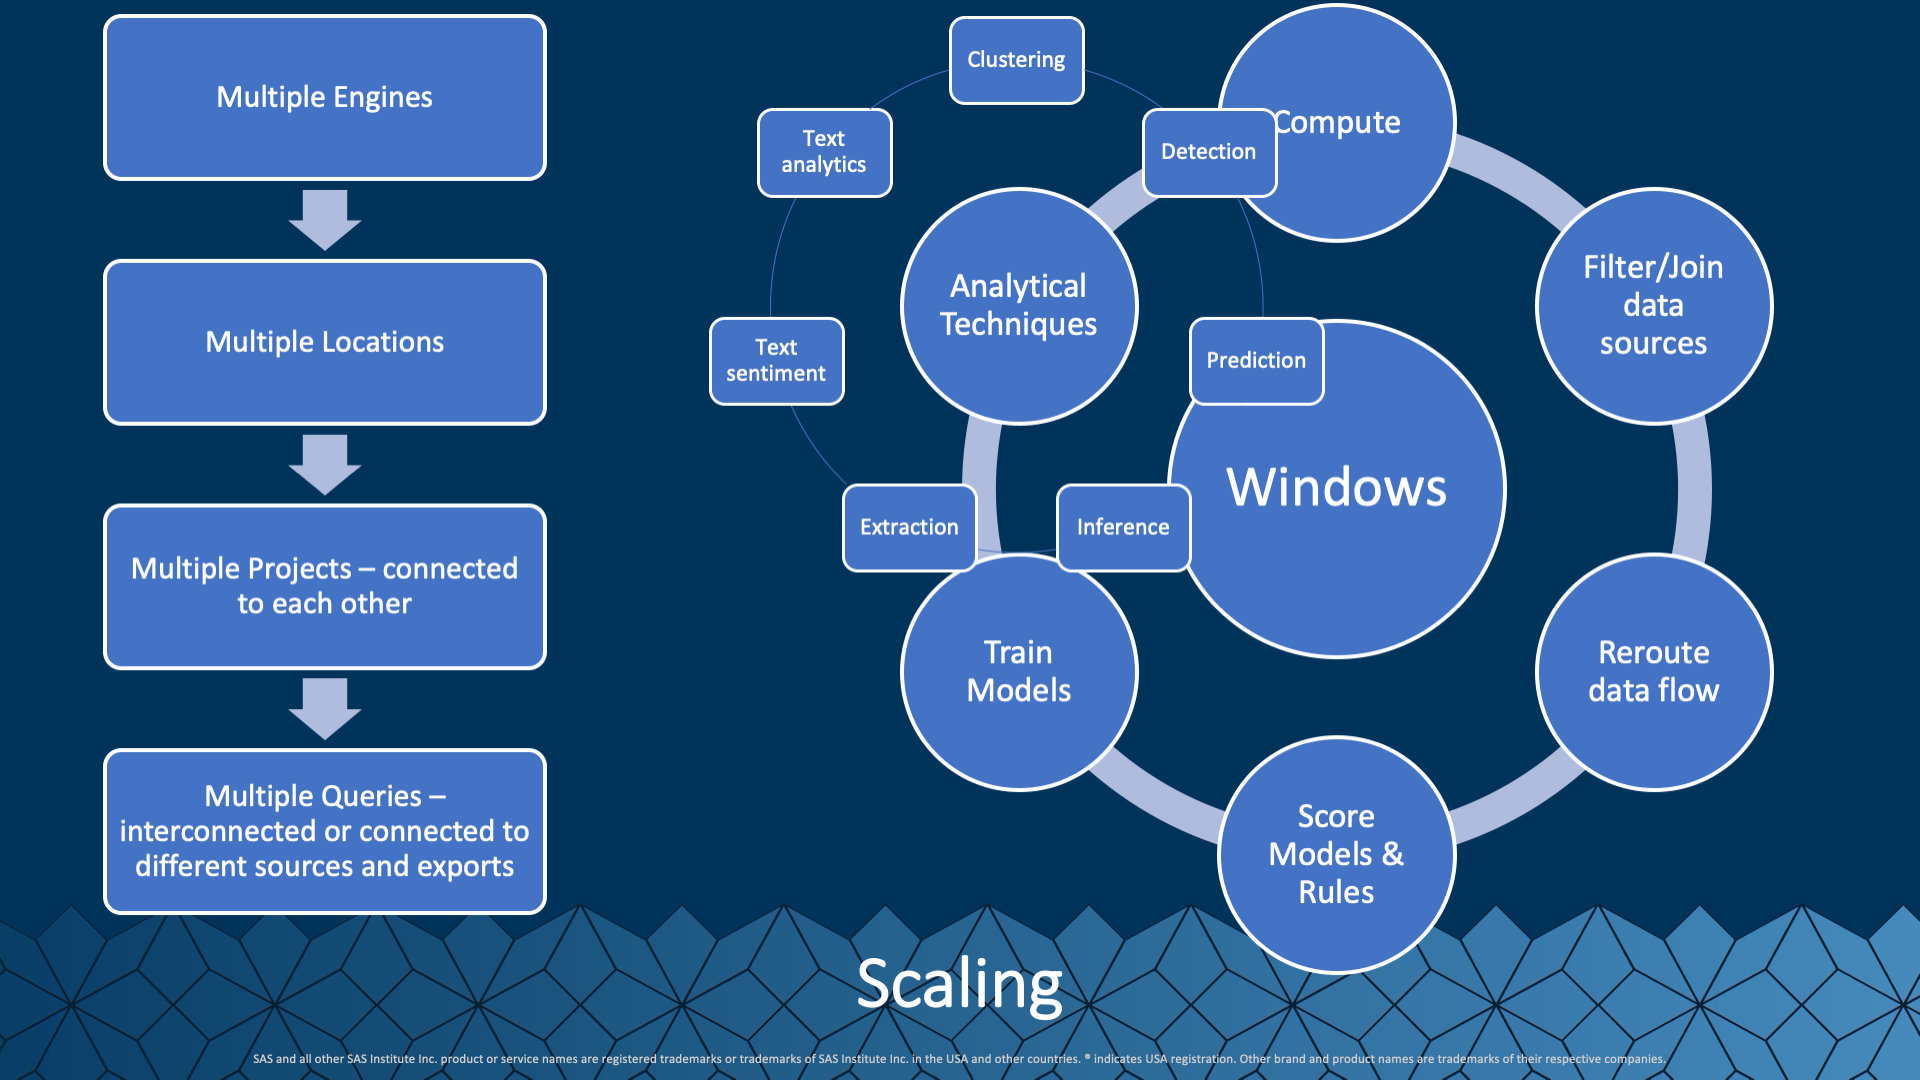 Multiple Engines
Multiple Locations
Multiple Projects – connected
to each other
Multiple Queries –
interconnected or connected to
different sources and exports
Clustering
Text
analytics
Detection
Text
sentiment
Prediction
Extraction
Inference
Compute
Analytical
Techniques
Filter/Join
data
sources
Windows
Train
Models
Reroute
data flow
Score
Models &
Rules
Scaling
SAS and all other SAS Institute Inc. product or service names are registered trademarks or trademarks of SAS Institute Inc. in the USA and other countries. ® indicates USA registration. Other brand and product names are trademarks of their respective companies.